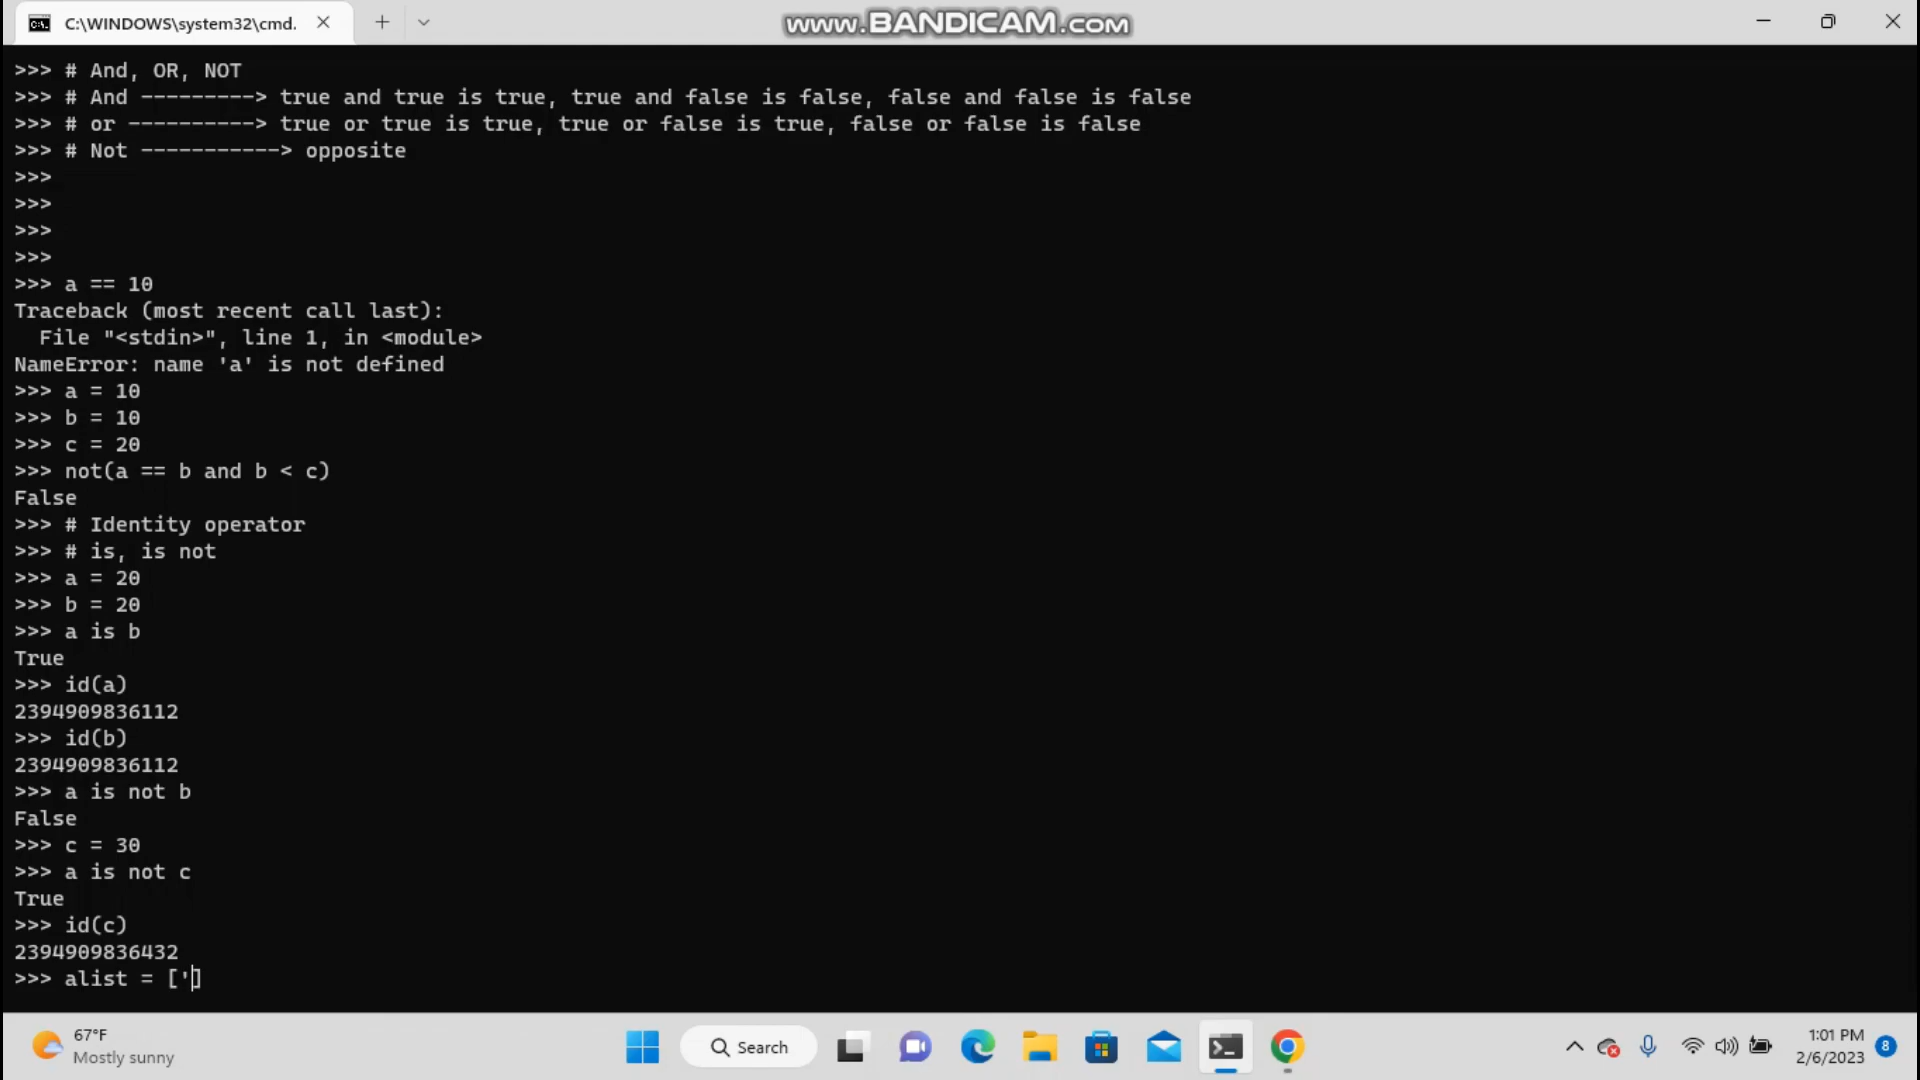 C:\WINDOWS\system32\cmd.
www.BANDICAM.com
>>> # And, OR, NOT
>>> # And ---------> true and true is true, true and false is false, false and false is false
>>> # or ----------> true or true is true, true or false is true, false or false is false
>>> # Not -----------> opposite
>>>
>>>
>>>
>>>
>>> a == 10
Traceback (most recent call last):
  File "<stdin>", line 1, in <module>
NameError: name 'a' is not defined
>>> a = 10
>>> b = 10
>>> c = 20
>>> not(a == b and b < c)
False
>>> # Identity operator
>>> # is, is not
>>> a = 20
>>> b = 20
>>> a is b
True
>>> id(a)
2394909836112
>>> id(b)
2394909836112
>>> a is not b
False
>>> c = 30
>>> a is not c
True
>>> id(c)
2394909836432
>>> alist = [']
67°F
Mostly sunny
Search
1:01 PM
2/6/2023
8